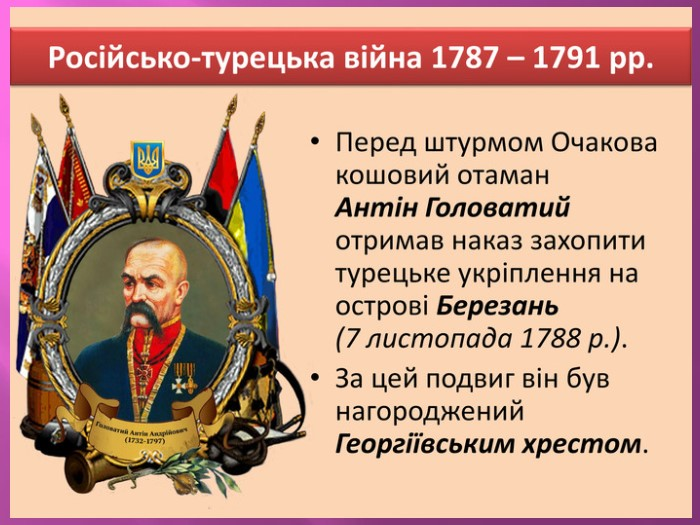 Російсько-турецька війна 1787 – 1791 рр.
• Перед штурмом Очакова
кошовий отаман
Антін Головатий
отримав наказ захопити
турецьке укріплення на
острові Березань
(7 листопада 1788 р.).
• За цей подвиг він був
нагороджений
Георгіївським хрестом.
Головатий Антін Андрійович
(1732-1797)